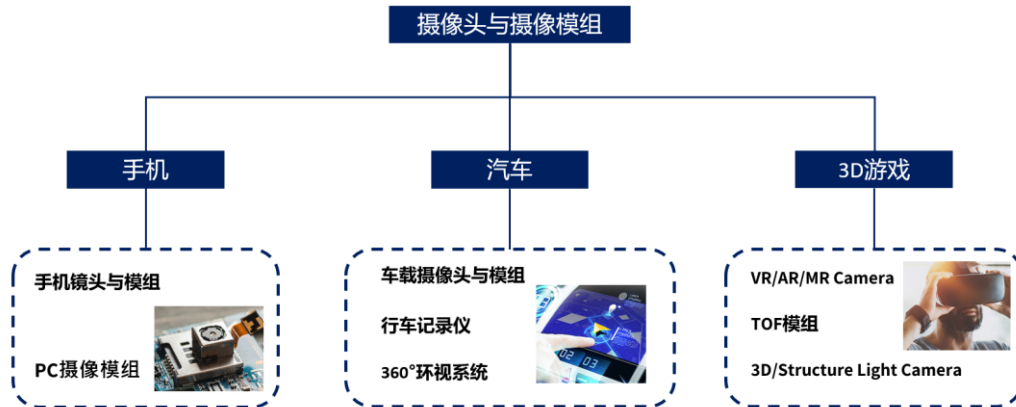 摄像头与摄像模组
手机
汽车
3D游戏
手机镜头与模组
PC摄像模组
车载摄像头与模组
行车记录仪
360°环视系统
VR/AR/MR Camera
TOF模组
3D/Structure Light Camera
02 03